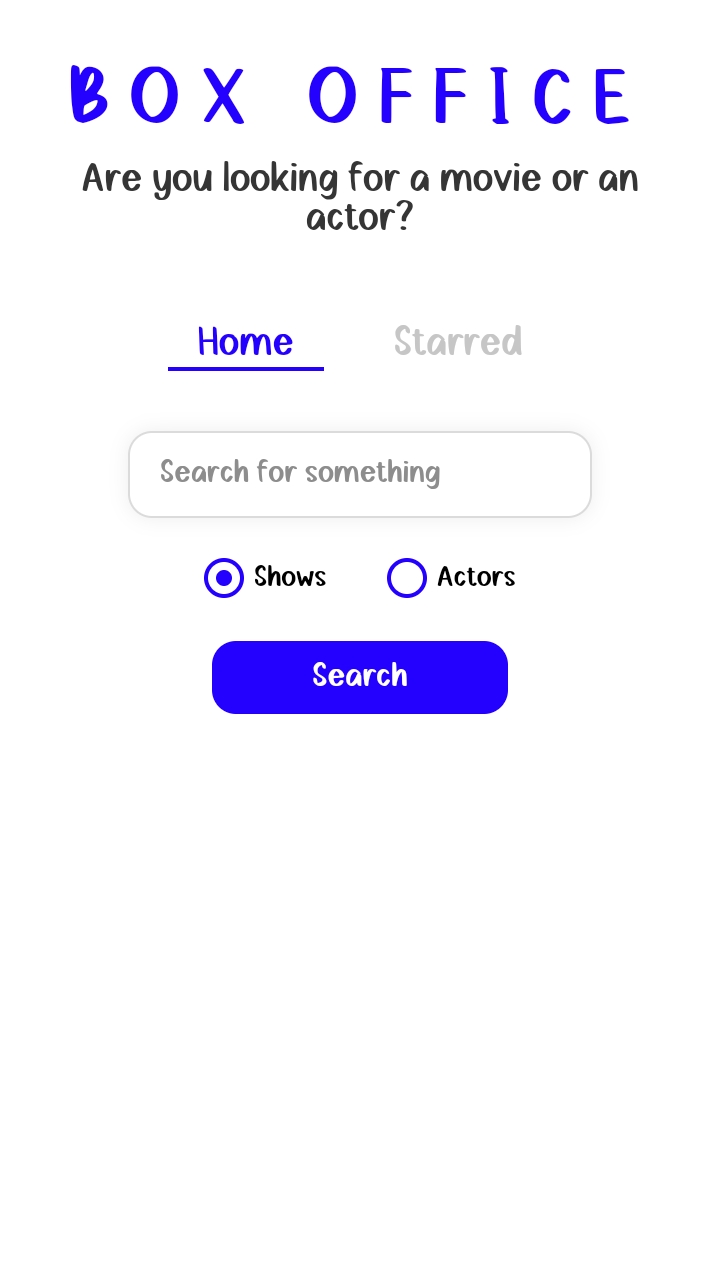 BOX OFFICE
Are you looking for a movie or an
actor?
Home Starred
Search for something
Shows Actors
Search